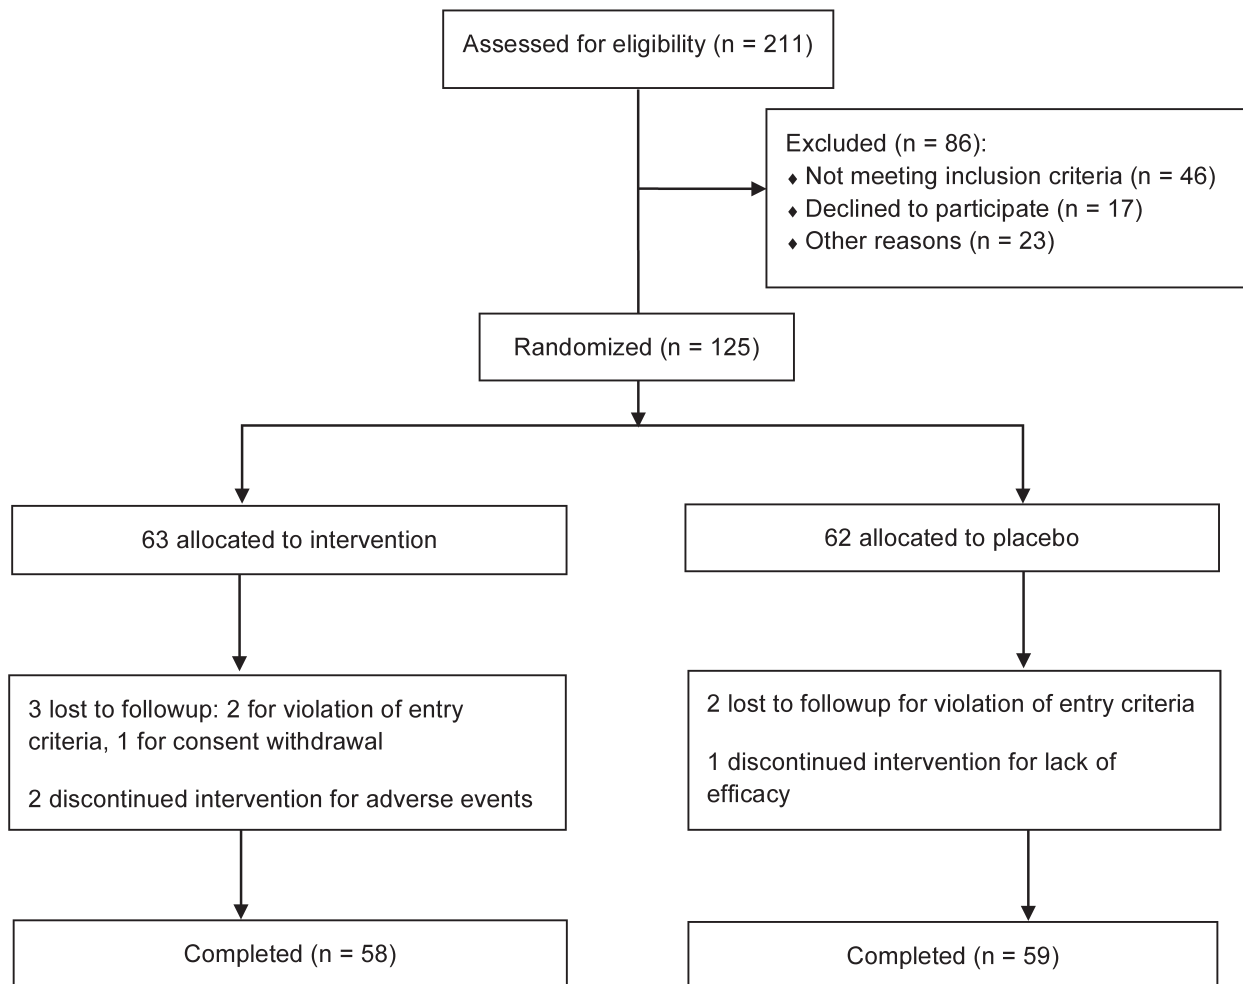 Assessed for eligibility (n = 211)
Excluded (n = 86):
♦ Not meeting inclusion criteria (n = 46)
♦ Declined to participate (n = 17)
♦ Other reasons (n = 23)
Randomized (n = 125)
63 allocated to intervention
62 allocated to placebo
3 lost to followup: 2 for violation of entry
criteria, 1 for consent withdrawal
2 discontinued intervention for adverse events
2 lost to followup for violation of entry criteria
1 discontinued intervention for lack of
efficacy
Completed (n = 58)
Completed (n = 59)